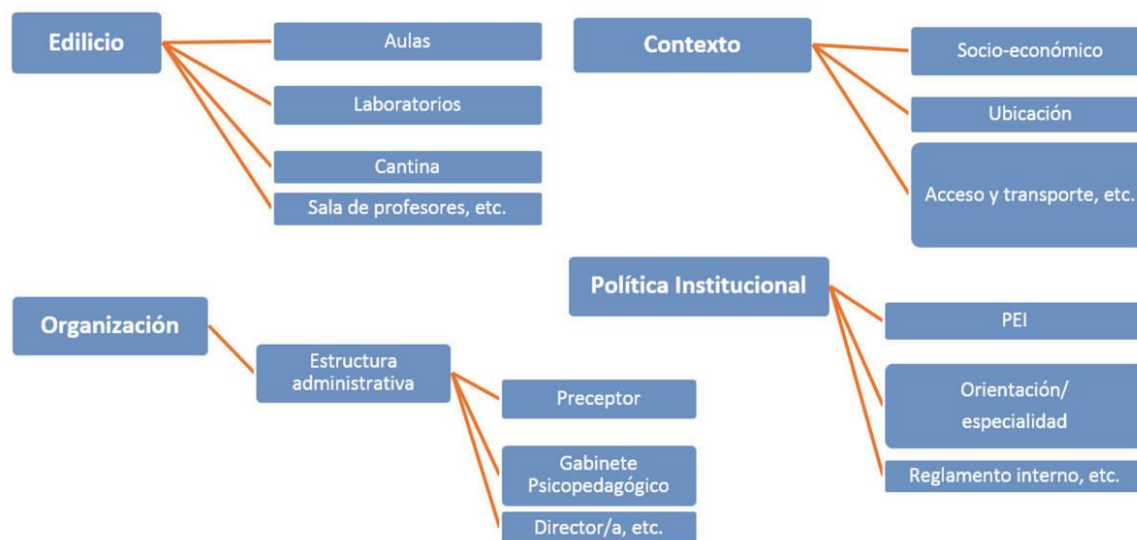 Edilicio
Aulas
Laboratorios
Cantina
Sala de profesores, etc.
Contexto
Socio-económico
Ubicación
Acceso y transporte, etc.
Organización
Estructura
administrativa
Preceptor
Gabinete
Psicopedagógico
Director/a, etc.
Política Institucional
PEI
Orientación/
especialidad
Reglamento interno, etc.